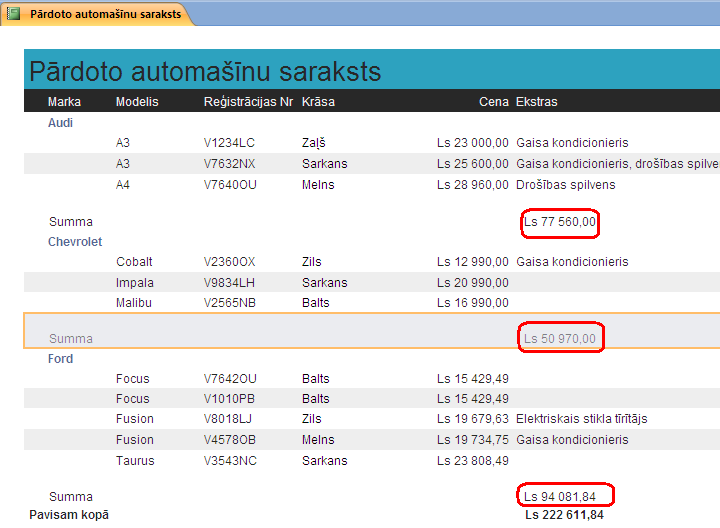 Pārdoto automašīnu saraksts
Pārdoto automašīnu saraksts
Marka Modelis Reģistrācijas Nr Krāsa Cena Ekstras
Audi
A3 V1234LC Zaļš Ls 23 000,00 Gaisa kondicionieris
A3 V7632NX Sarkans Ls 25 600,00 Gaisa kondicionieris, drošības spilve
A4 V7640OU Melns Ls 28 960,00 Drošības spilvens
Summa Ls 77 560,00
Chevrolet
Cobalt V2360OX Zils Ls 12 990,00 Gaisa kondicionieris
Impala V9834LH Sarkans Ls 20 990,00
Malibu V2565NB Balts Ls 16 990,00
Summa Ls 50 970,00
Ford
Focus V7642OU Balts Ls 15 429,49
Focus V1010PB Balts Ls 15 429,49
Fusion V8018LJ Zils Ls 19 679,63 Elektriskais stikla tīrītājs
Fusion V4578OB Melns Ls 19 734,75 Gaisa kondicionieris
Taurus V3543NC Sarkans Ls 23 808,49
Summa Ls 94 081,84
Pavisam kopā Ls 222 611,84